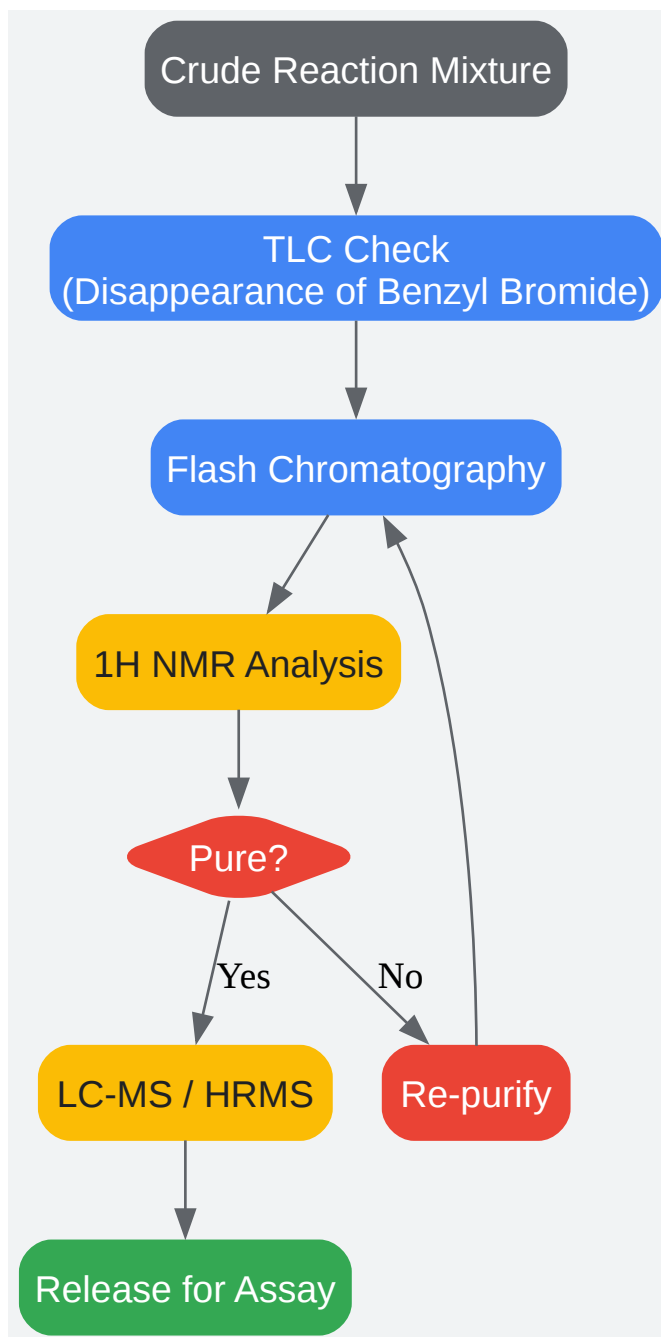 Crude Reaction Mixture
TLC Check
(Disappearance of Benzyl Bromide)
Flash Chromatography
1H NMR Analysis
Pure?
Yes
No
LC-MS / HRMS
Re-purify
Release for Assay